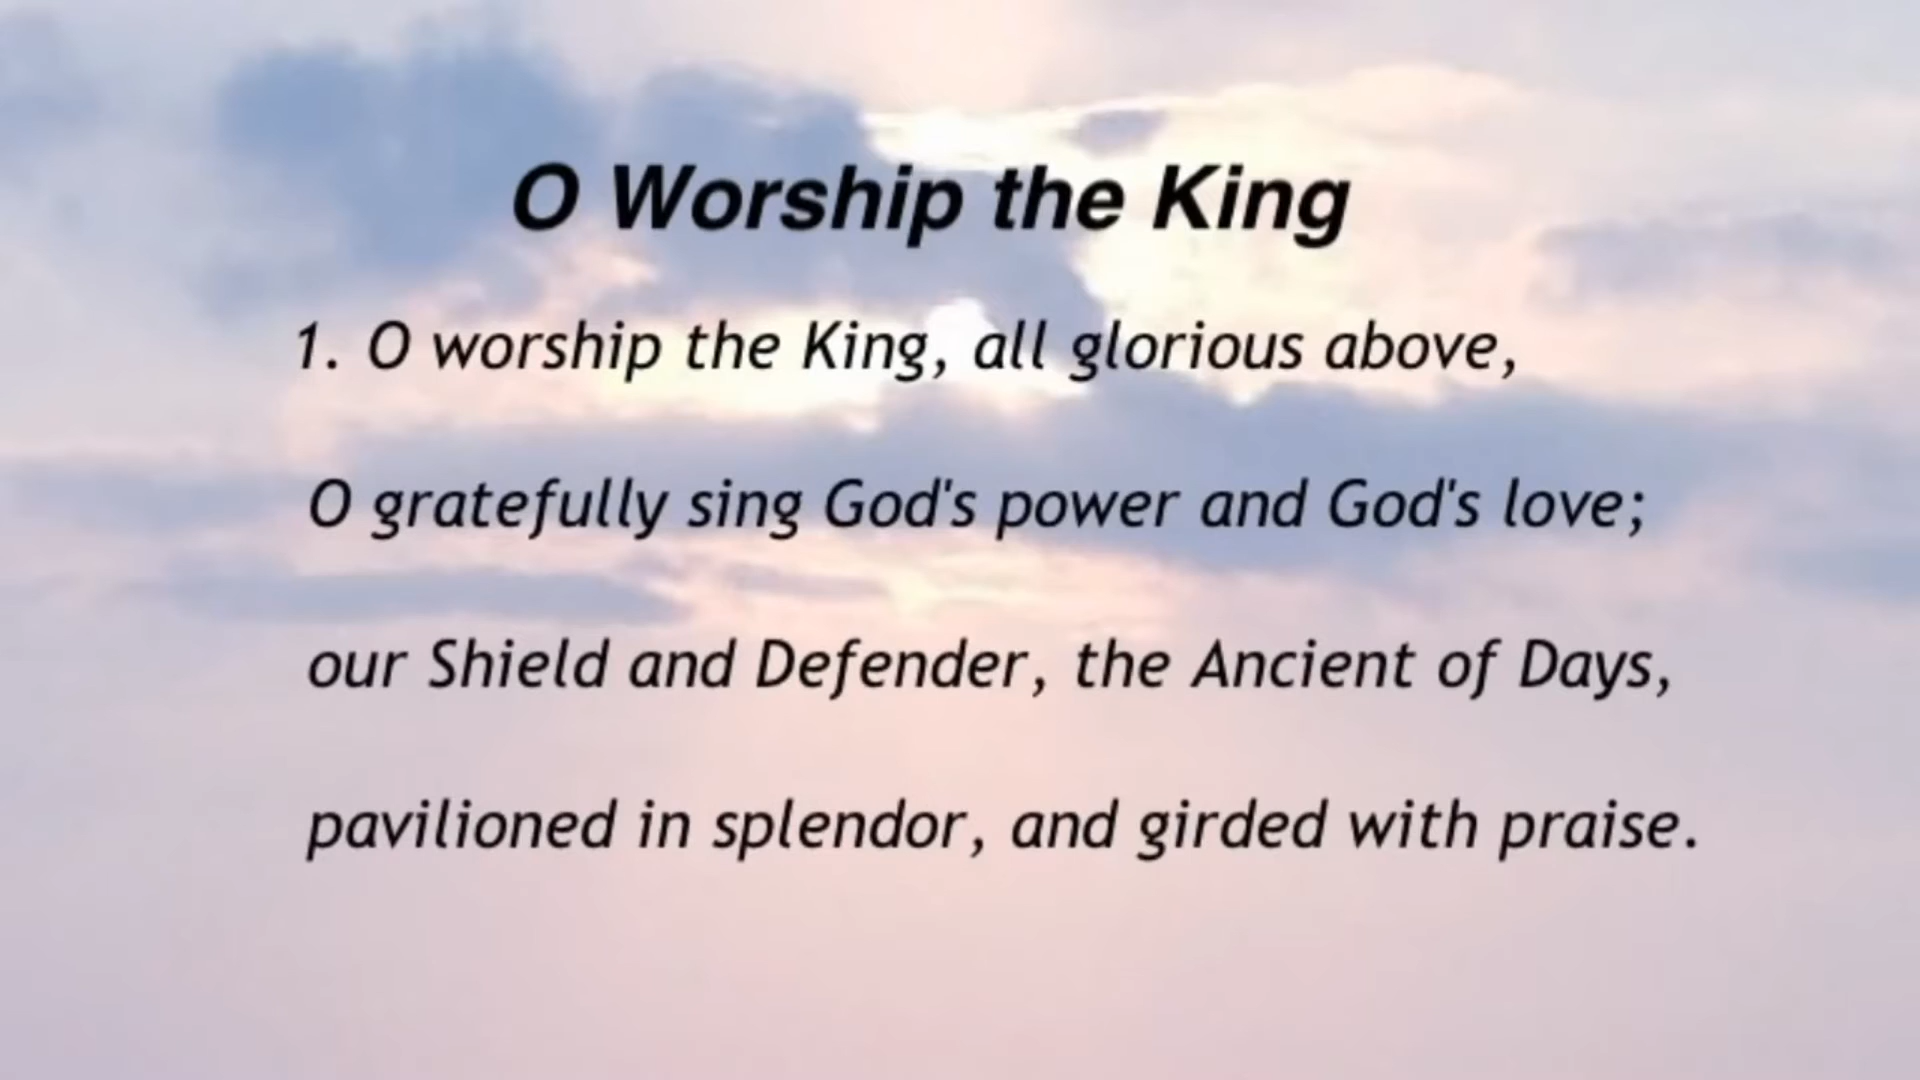 O Worship the King
1. O worship the King, all glorious above,
O gratefully sing God's power and God's love;
our Shield and Defender, the Ancient of Days,
pavilioned in splendor, and girded with praise.